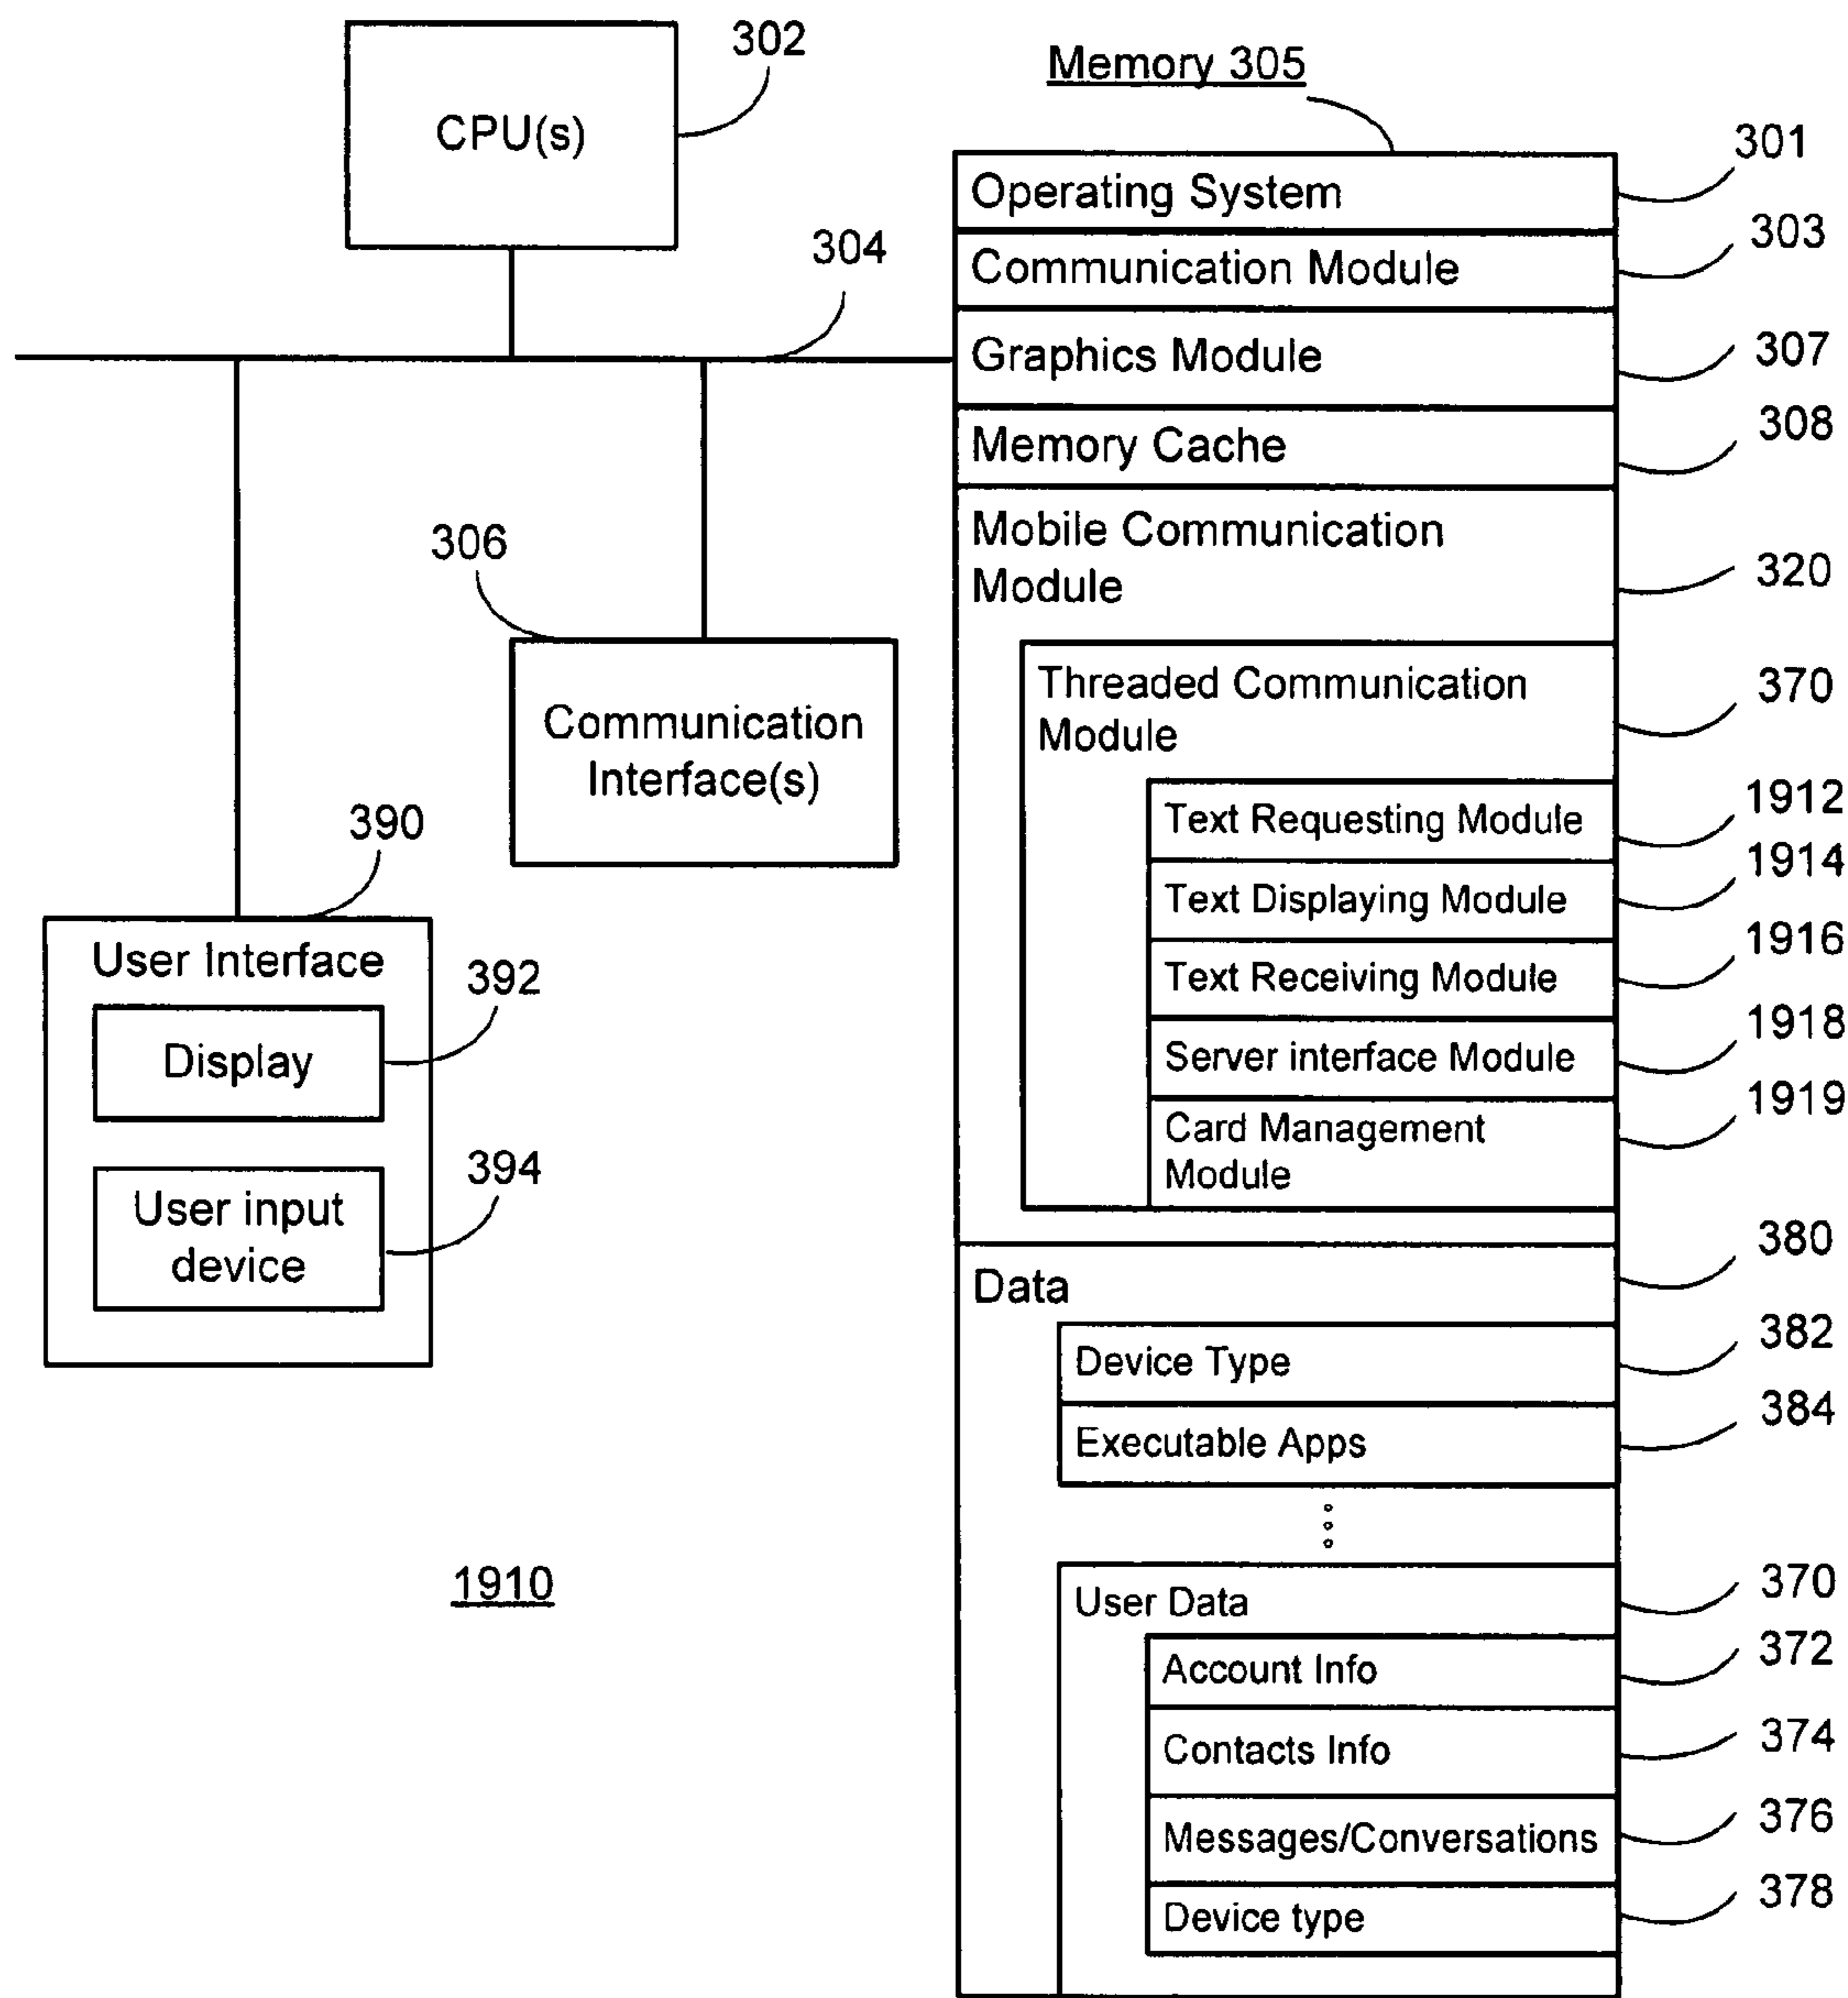 302
CPU(s)
Memory 305
301
Operating System
303
Communication Module
304
307
Graphics Module
308
Memory Cache
Mobile Communication
Module
320
306
Communication
Interface(s)
Threaded Communication
Module
370
1912
Text Requesting Module
1914
Text Displaying Module
1916
Text Receiving Module
1918
Server interface Module
1919
Card Management
Module
390
User Interface
392
Display
394
User input
device
380
Data
382
Device Type
384
Executable Apps
1910
370
User Data
372
Account Info
374
Contacts Info
376
Messages/Conversations
378
Device type